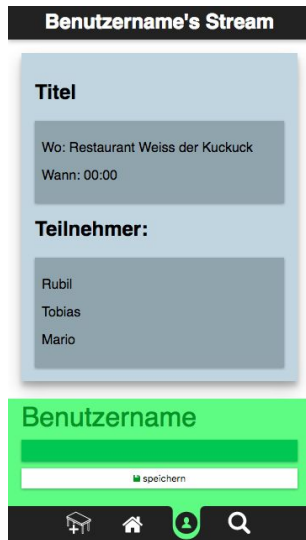 Benutzername's Stream
Titel
Wo: Restaurant Weiss der Kuckuck
Wann: 00:00
Teilnehmer:
Rubil
Tobias
Mario
Benutzername
speichern